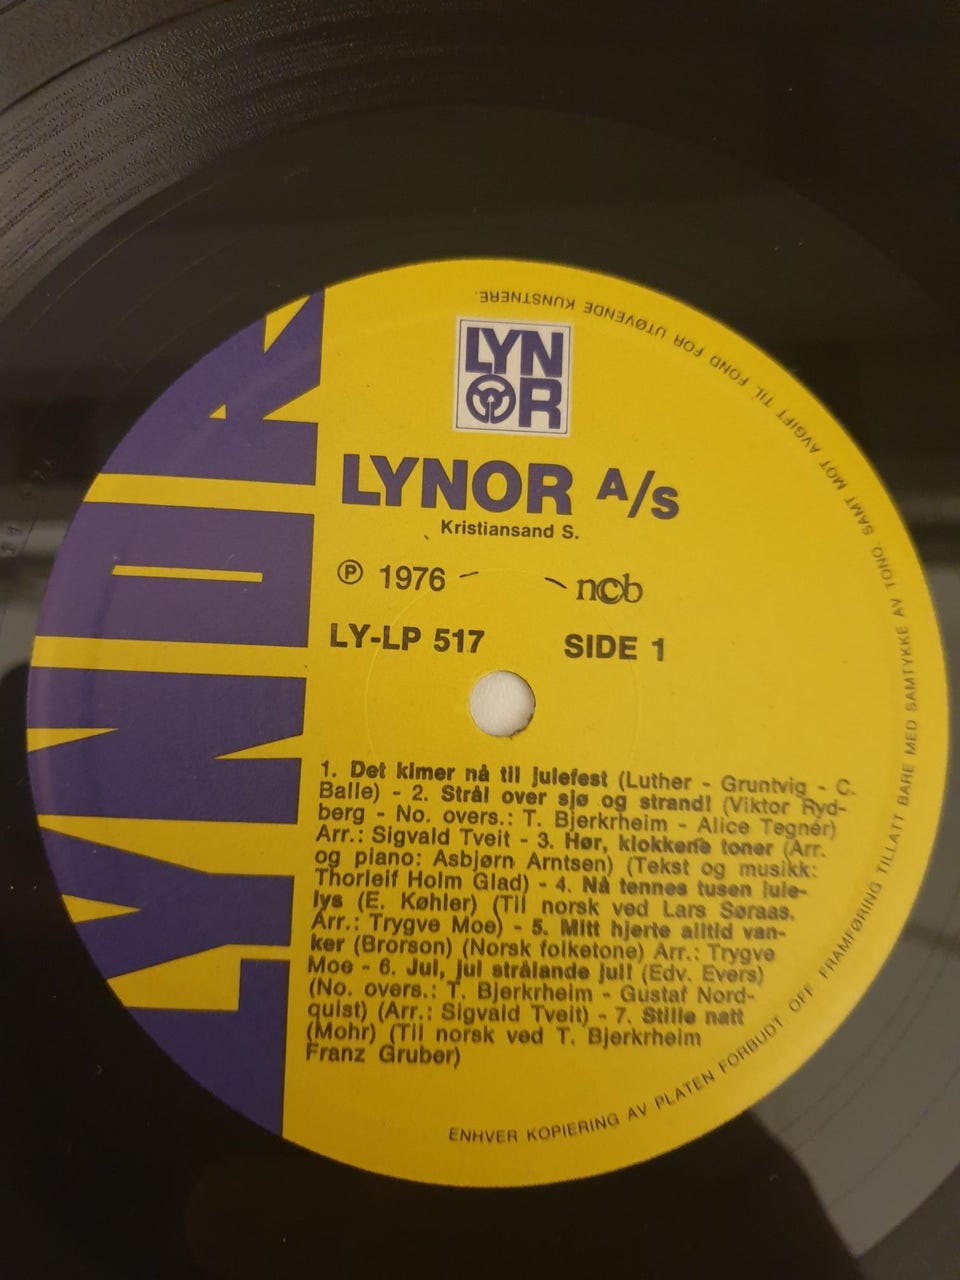 LYNOR
LYN
OR
LYNOR A/S
Kristiansand S.
℗ 1976
ncb
LY-LP 517
SIDE 1
1. Det kimer nå til julefest (Luther - Gruntvig - C.
Balle) - 2. Strål over sjø og strand! (Viktor Ryd-
berg - No. overs.: T. Bjerkrheim - Alice Tegnér)
Arr.: Sigvald Tveit - 3. Hør, klokkene toner (Arr.
og piano: Asbjørn Arntsen) (Tekst og musikk:
Thorleif Holm Glad) - 4. Nå tennes tusen jule-
lys (E. Køhler) (Til norsk ved Lars Søraas.
Arr.: Trygve Moe) - 5. Mitt hjerte alltid van-
ker (Brorson) (Norsk folketone) Arr.: Trygve
Moe - 6. Jul, jul strålande jul! (Edv. Evers)
(No. overs.: T. Bjerkrheim - Gustaf Nord-
quist) (Arr.: Sigvald Tveit) - 7. Stille natt
(Mohr) (Til norsk ved T. Bjerkrheim
Franz Gruber)
ENHVER KOPIERING AV PLATEN FORBUDT. OFF. FRAMFØRING TILLATT BARE MED SAMTYKKE AV TONO, SAMT MOT AVGIFT TIL FOND FOR UTØVENDE KUNSTNERE.